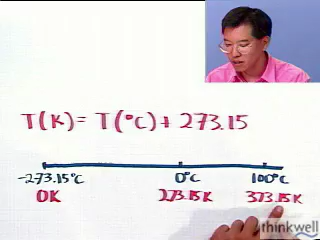 T(K) = T(°C) + 273.15
-273.15°C 0°C 100°C
0K 273.15K 373.15K
thinkwell